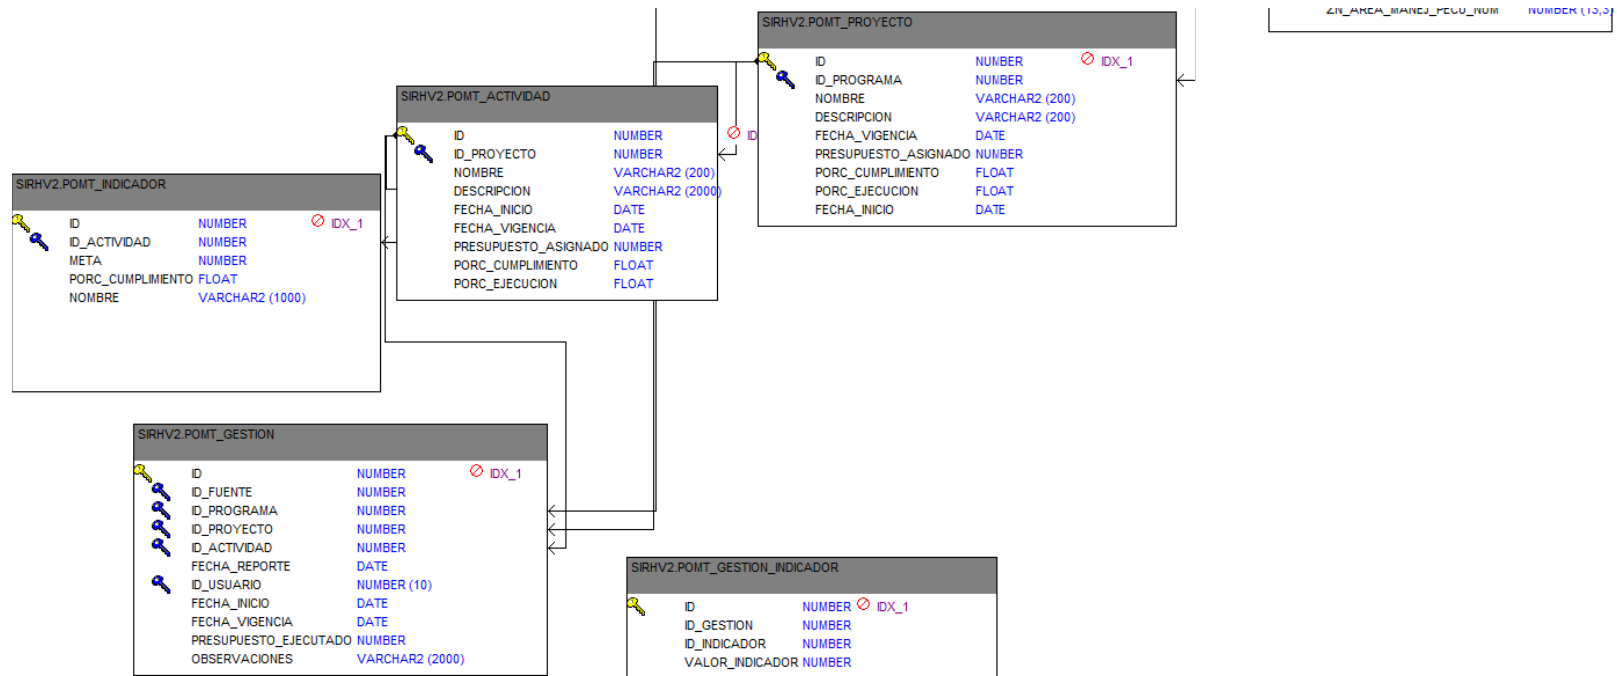 ZN_AREA_MANEJ_PECU_NUM NUMBER (13,3)
SIRHV2.POMT_PROYECTO
ID NUMBER IDX_1
ID_PROGRAMA NUMBER
NOMBRE VARCHAR2 (200)
DESCRIPCION VARCHAR2 (200)
FECHA_VIGENCIA DATE
PRESUPUESTO_ASIGNADO NUMBER
PORC_CUMPLIMIENTO FLOAT
PORC_EJECUCION FLOAT
FECHA_INICIO DATE
SIRHV2.POMT_ACTIVIDAD
ID NUMBER ID
ID_PROYECTO NUMBER
NOMBRE VARCHAR2 (200)
DESCRIPCION VARCHAR2 (2000)
FECHA_INICIO DATE
FECHA_VIGENCIA DATE
PRESUPUESTO_ASIGNADO NUMBER
PORC_CUMPLIMIENTO FLOAT
PORC_EJECUCION FLOAT
SIRHV2.POMT_INDICADOR
ID NUMBER IDX_1
ID_ACTIVIDAD NUMBER
META NUMBER
PORC_CUMPLIMIENTO FLOAT
NOMBRE VARCHAR2 (1000)
SIRHV2.POMT_GESTION
ID NUMBER IDX_1
ID_FUENTE NUMBER
ID_PROGRAMA NUMBER
ID_PROYECTO NUMBER
ID_ACTIVIDAD NUMBER
FECHA_REPORTE DATE
ID_USUARIO NUMBER (10)
FECHA_INICIO DATE
FECHA_VIGENCIA DATE
PRESUPUESTO_EJECUTADO NUMBER
OBSERVACIONES VARCHAR2 (2000)
SIRHV2.POMT_GESTION_INDICADOR
ID NUMBER IDX_1
ID_GESTION NUMBER
ID_INDICADOR NUMBER
VALOR_INDICADOR NUMBER